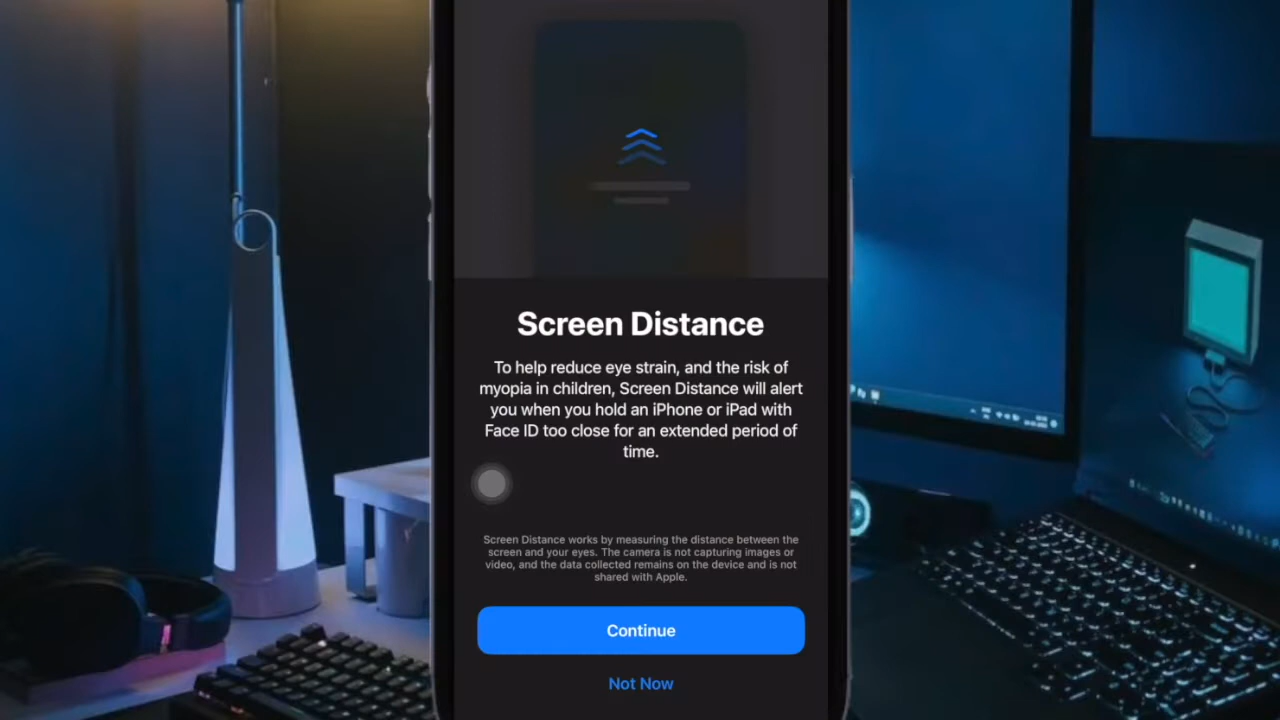 Screen Distance
To help reduce eye strain, and the risk of
myopia in children, Screen Distance will alert
you when you hold an iPhone or iPad with
Face ID too close for an extended period of
time.
Screen Distance works by measuring the distance between the
screen and your eyes. The camera is not capturing images or
video, and the data collected remains on the device and is not
shared with Apple.
Continue
Not Now